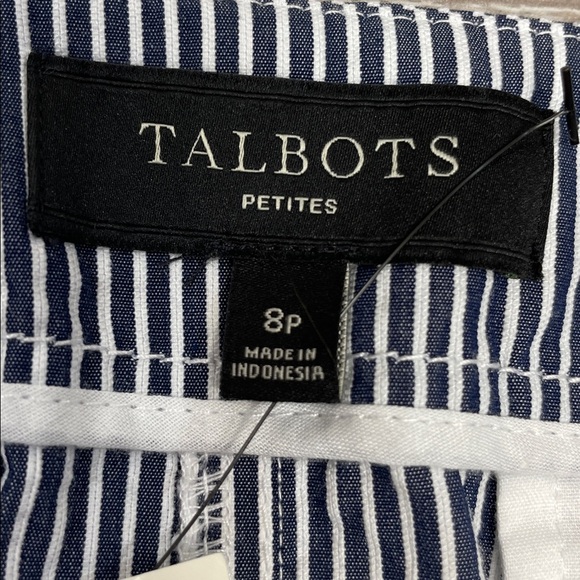 TALBOTS
PETITES
8P
MADE IN
INDONESIA